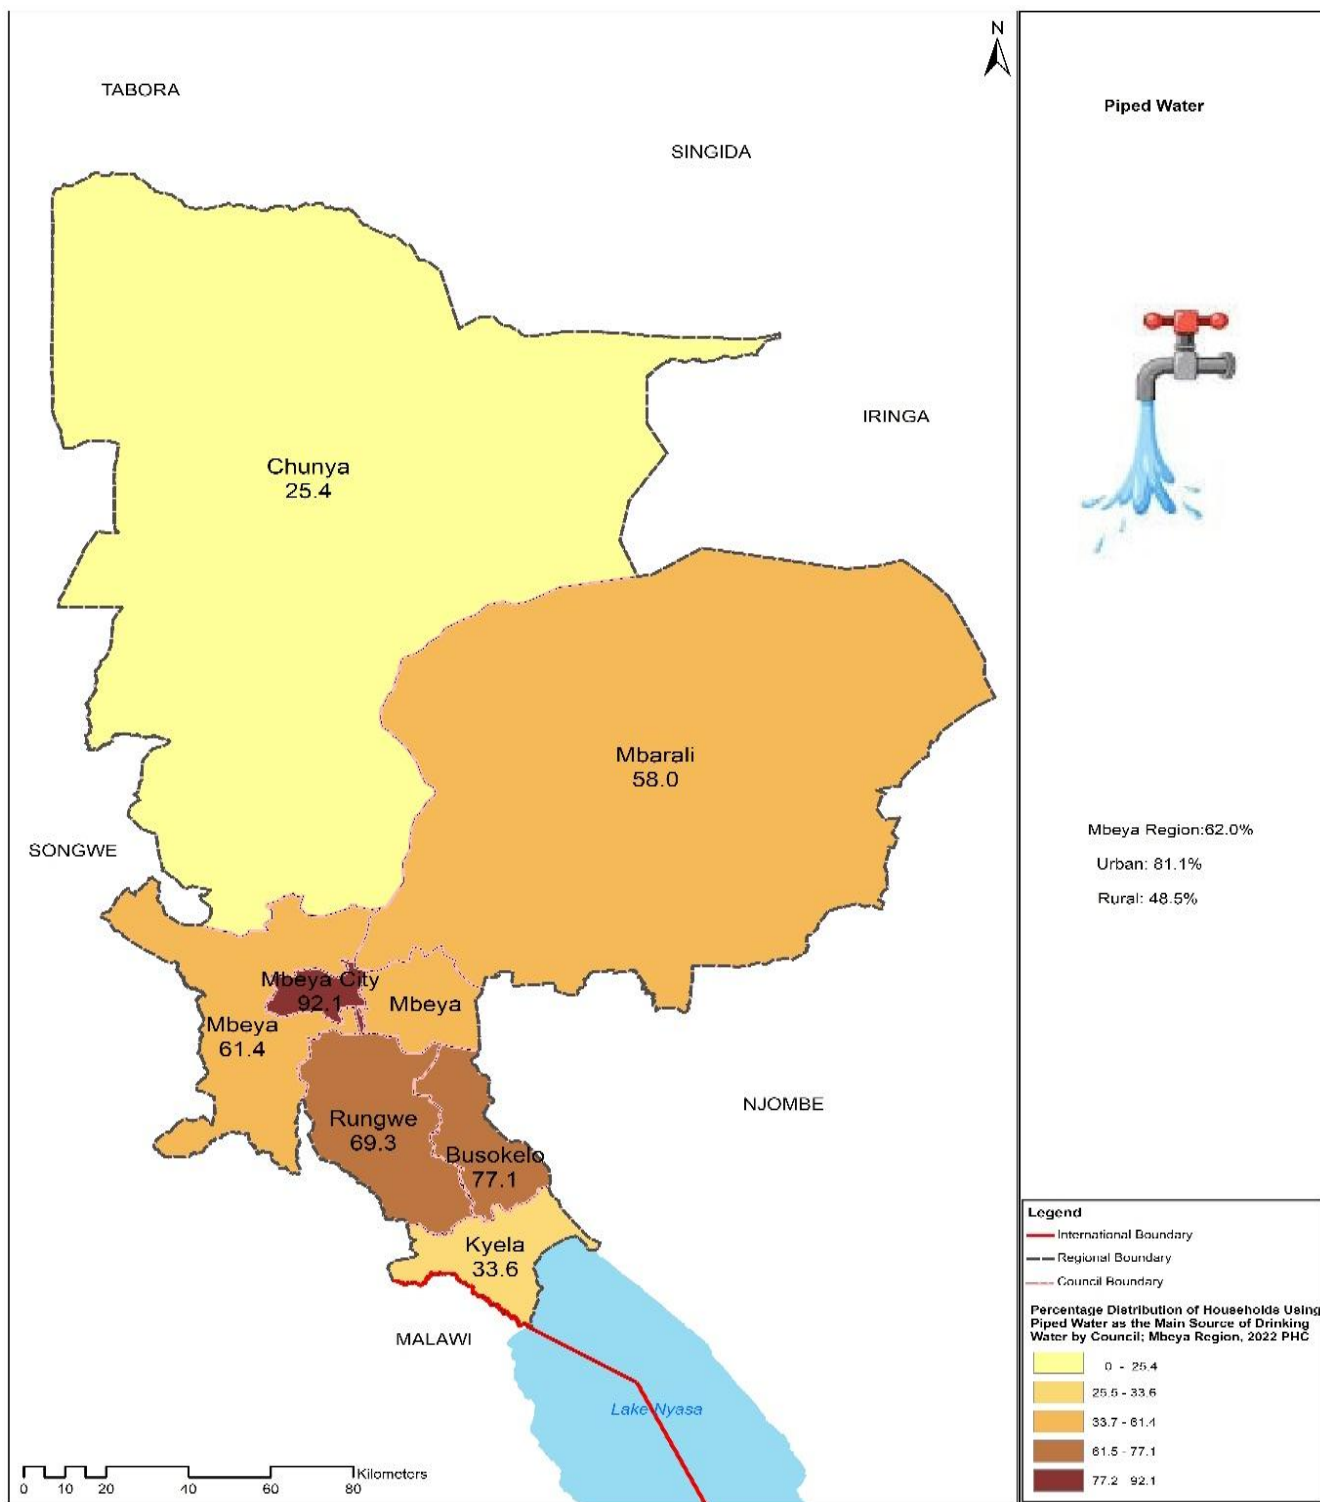 N
TABORA
SINGIDA
IRINGA
Chunya
25.4
Mbarali
58.0
SONGWE
Mbeya City
92.1
Mbeya
Mbeya
61.4
Rungwe
69.3
Busokelo
77.1
NJOMBE
Kyela
33.6
MALAWI
Lake Nyasa
Kilometers
0 10 20 40 60 80
Piped Water
Mbeya Region:62.0%
Urban: 81.1%
Rural: 48.5%
Legend
International Boundary
Regional Boundary
Council Boundary
Percentage Distribution of Households Using
Piped Water as the Main Source of Drinking
Water by Council; Mbeya Region, 2022 PHC
0 - 25.4
25.5 - 33.6
33.7 - 61.4
61.5 - 77.1
77.2 - 92.1